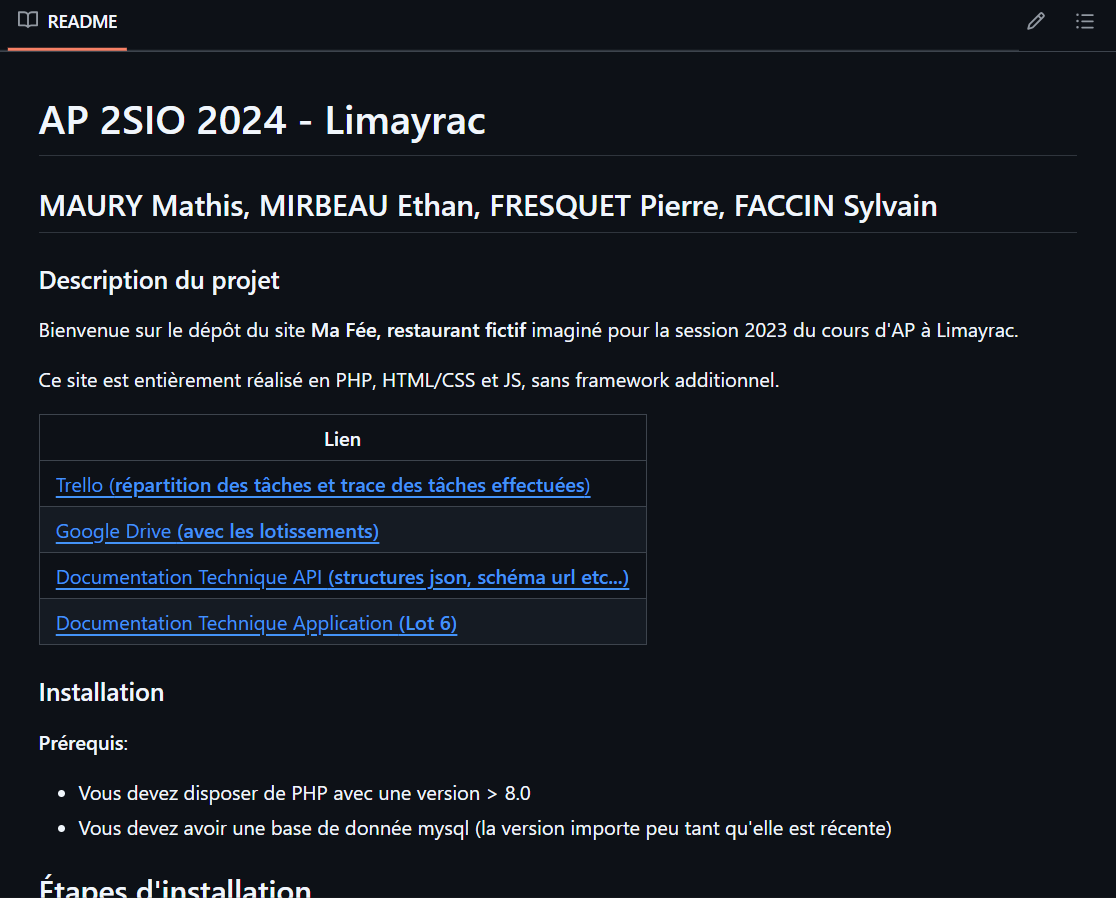 README
AP 2SIO 2024 - Limayrac
MAURY Mathis, MIRBEAU Ethan, FRESQUET Pierre, FACCIN Sylvain
Description du projet
Bienvenue sur le dépôt du site Ma Fée, restaurant fictif imaginé pour la session 2023 du cours d'AP à Limayrac.
Ce site est entièrement réalisé en PHP, HTML/CSS et JS, sans framework additionnel.
Lien
Trello (répartition des tâches et trace des tâches effectuées)
Google Drive (avec les lotissements)
Documentation Technique API (structures json, schéma url etc...)
Documentation Technique Application (Lot 6)
Installation
Prérequis:
• Vous devez disposer de PHP avec une version > 8.0
• Vous devez avoir une base de donnée mysql (la version importe peu tant qu'elle est récente)
Étapes d'installation